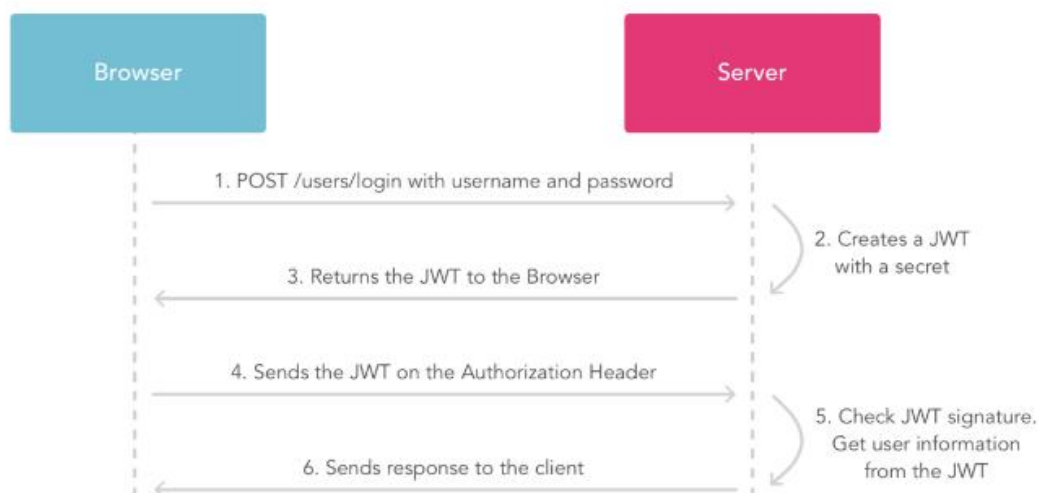 Browser
Server
1. POST /users/login with username and password
2. Creates a JWT
with a secret
3. Returns the JWT to the Browser
4. Sends the JWT on the Authorization Header
5. Check JWT signature.
Get user information
from the JWT
6. Sends response to the client